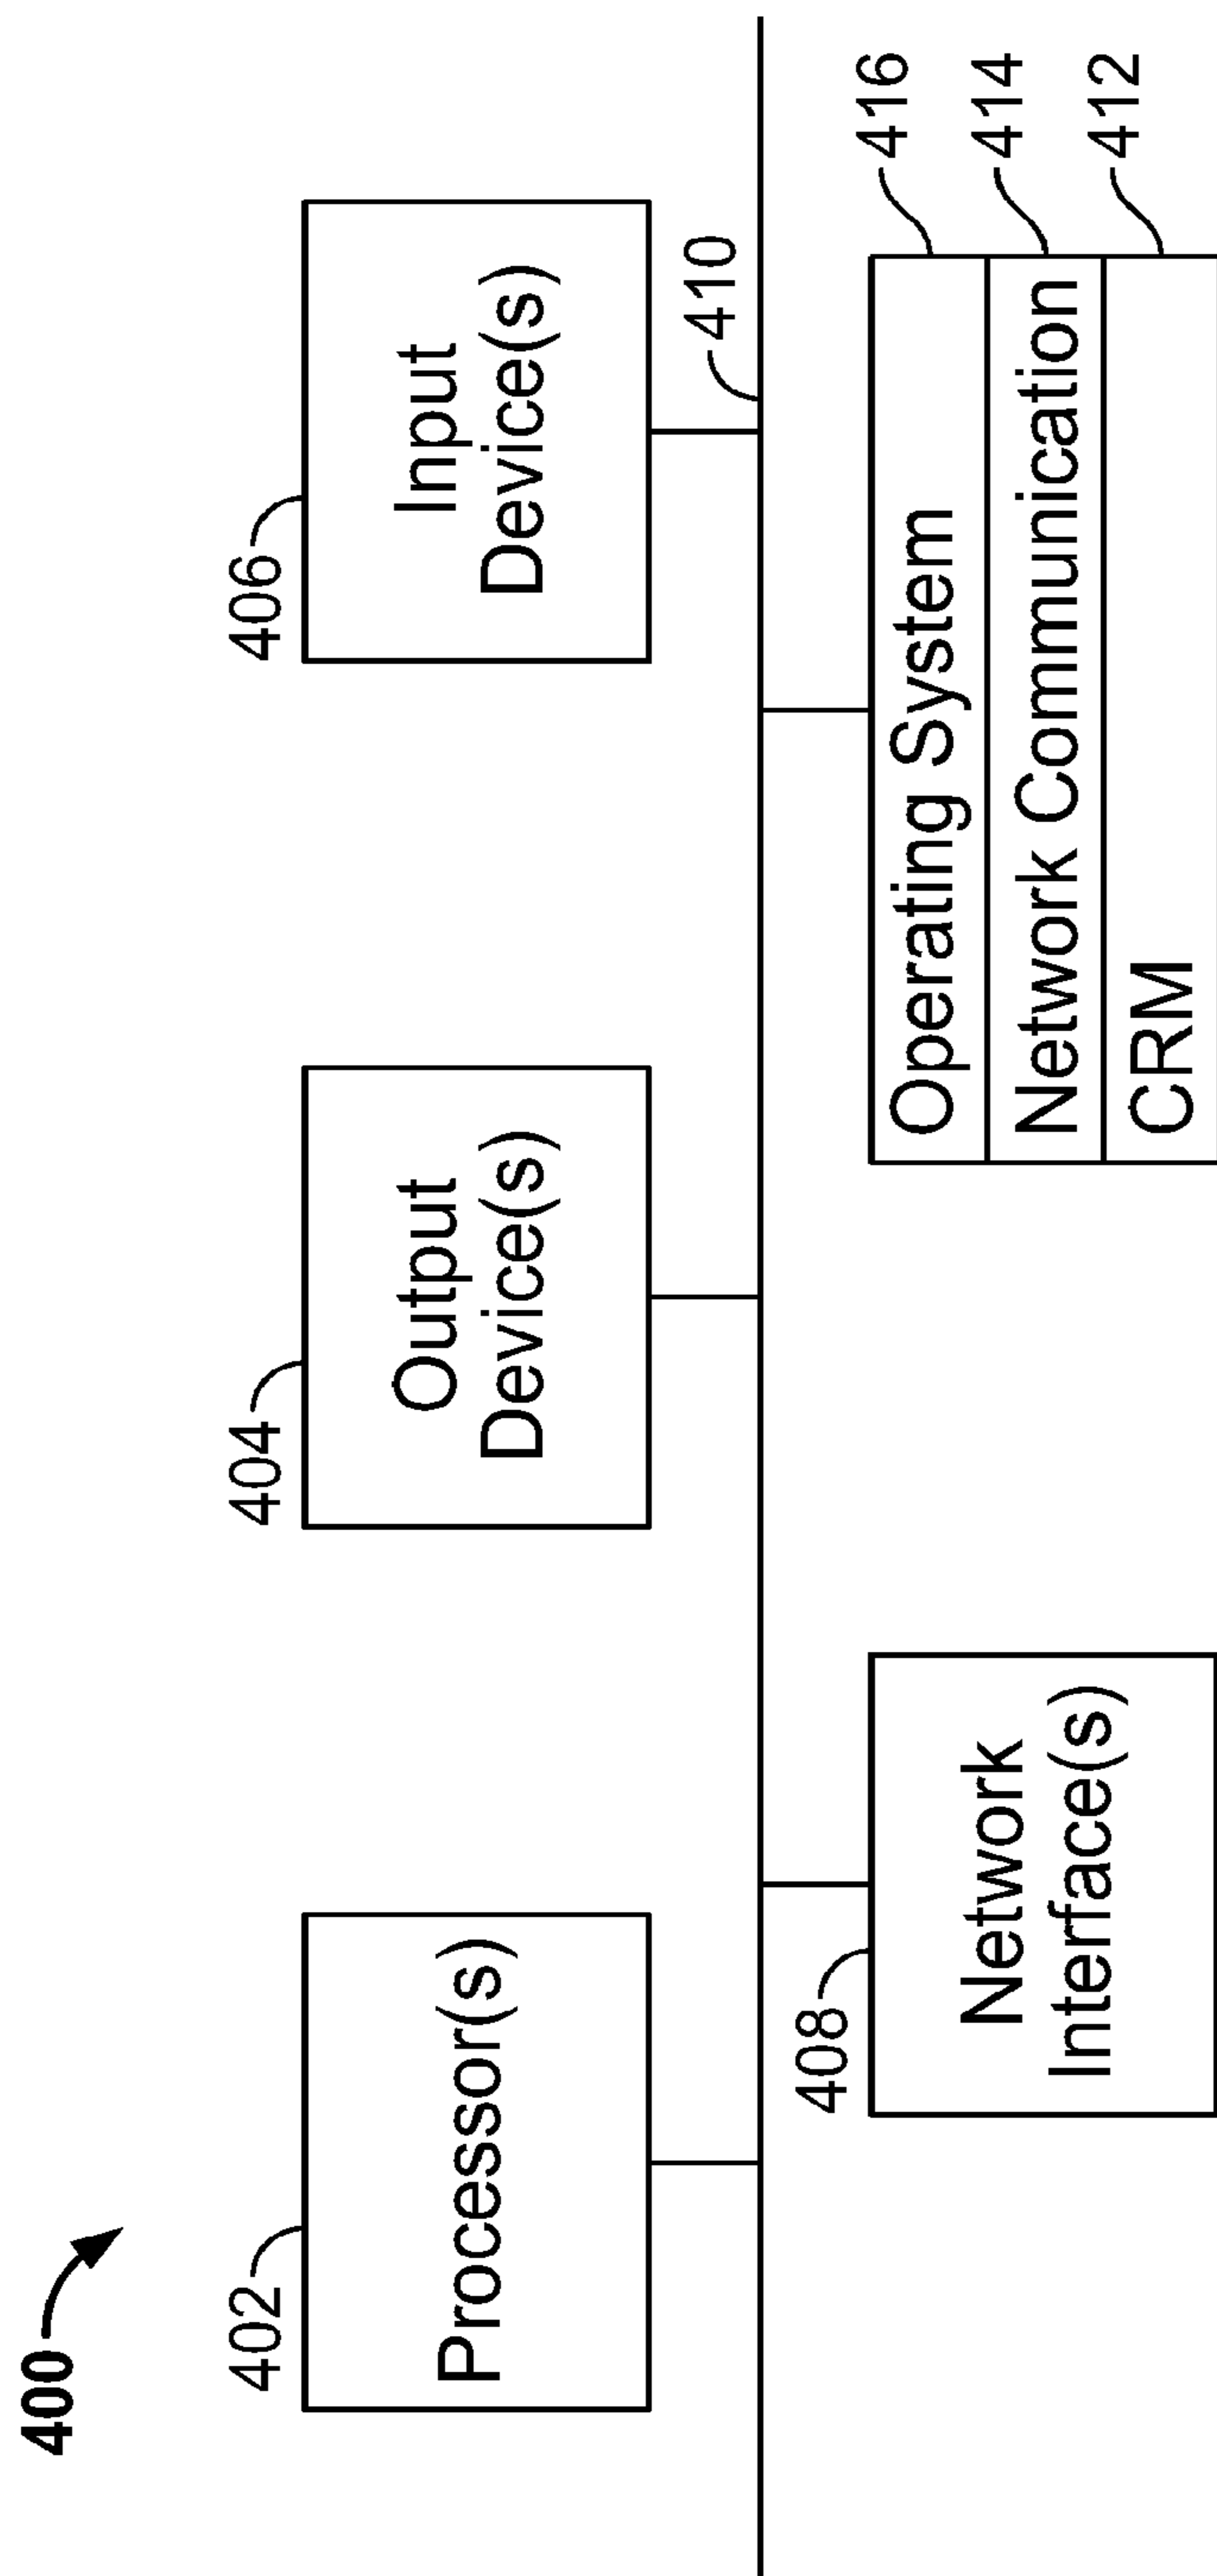 400
402
Processor(s)
404
Output
Device(s)
406
Input
Device(s)
410
408
Network
Interface(s)
Operating System
416
Network Communication
414
CRM
412